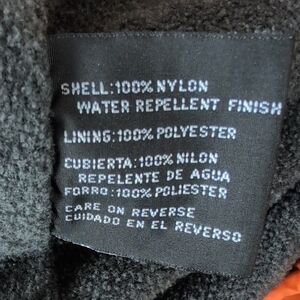 SHELL:100% NYLON
WATER REPELLENT FINISH
LINING:100% POLYESTER
CUBIERTA:100% NILON
REPELENTE DE AGUA
FORRO:100% POLIESTER
CARE ON REVERSE
CUIDADO EN EL REVERSO